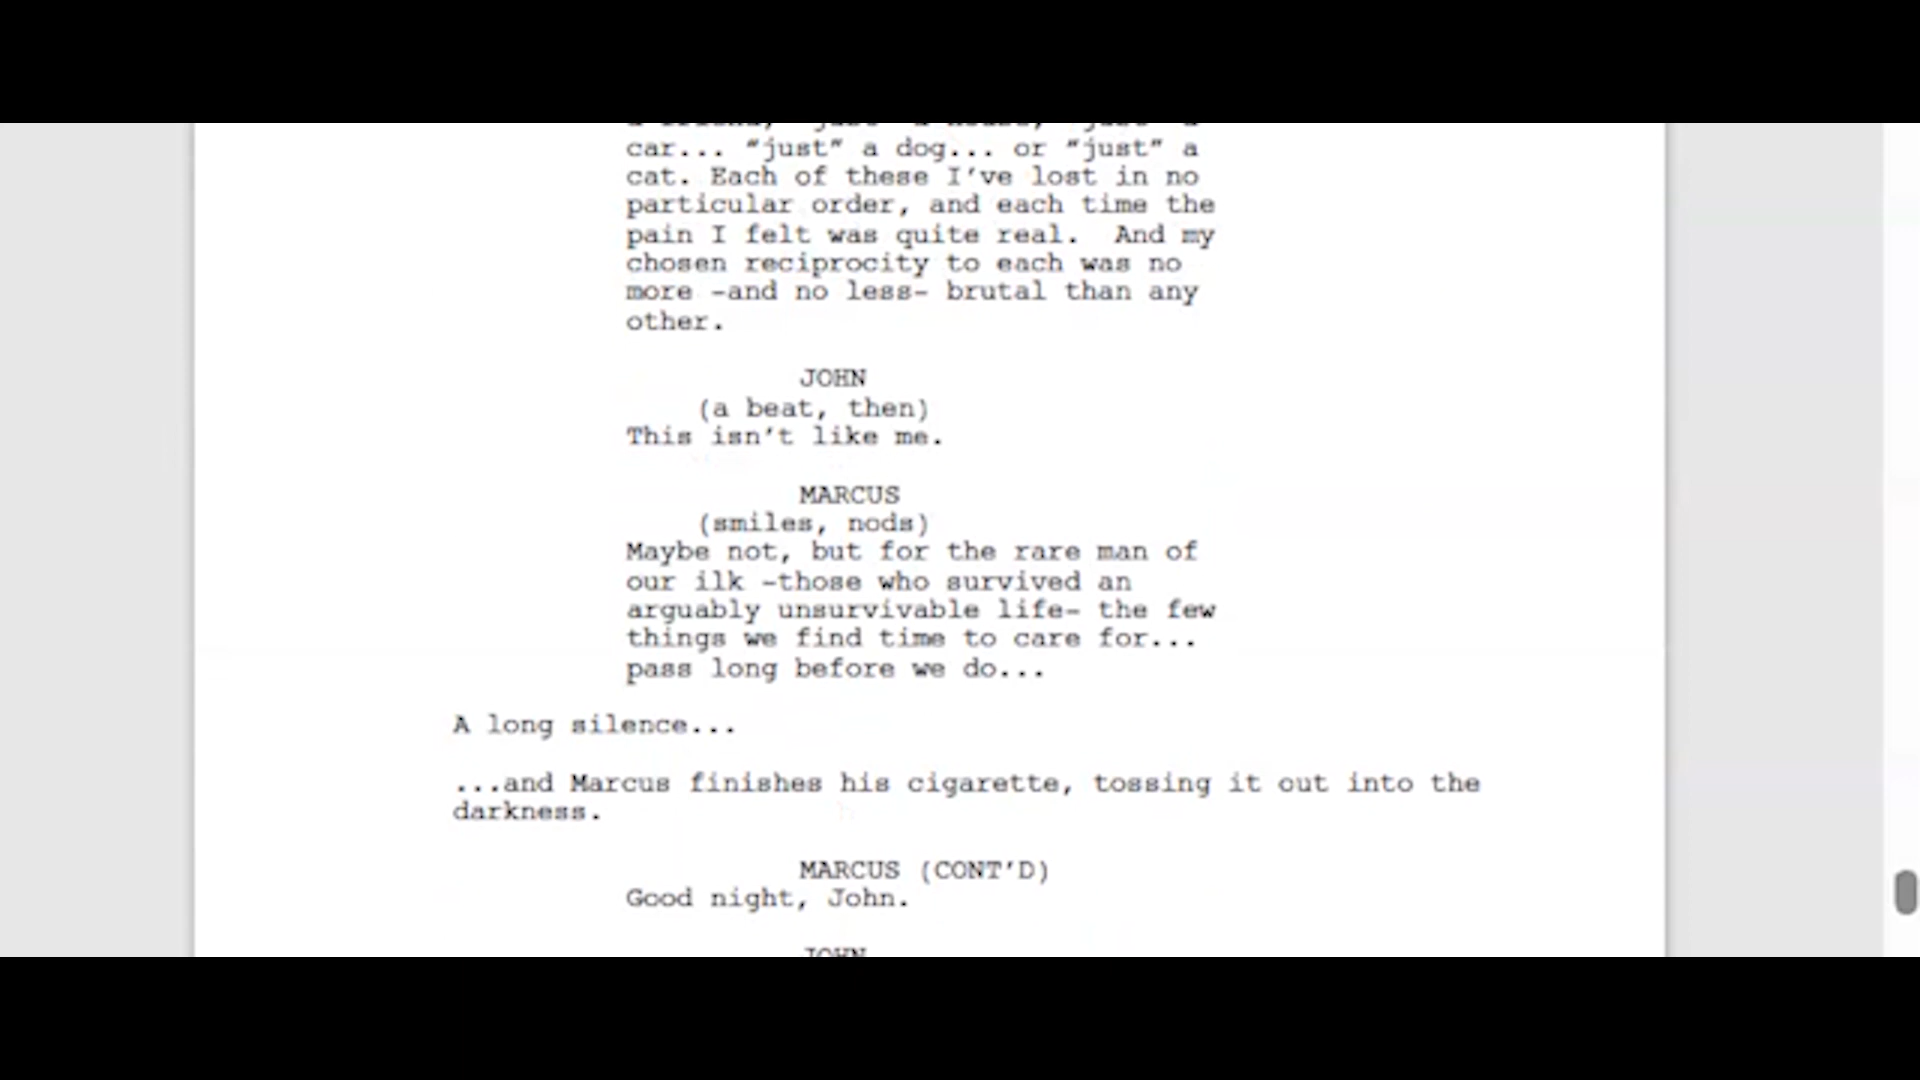 car... “just” a dog... or “just” a
cat. Each of these I’ve lost in no
particular order, and each time the
pain I felt was quite real.  And my
chosen reciprocity to each was no
more -and no less- brutal than any
other.
JOHN
(a beat, then)
This isn’t like me.
MARCUS
(smiles, nods)
Maybe not, but for the rare man of
our ilk -those who survived an
arguably unsurvivable life- the few
things we find time to care for...
pass long before we do...
A long silence...
...and Marcus finishes his cigarette, tossing it out into the
darkness.
MARCUS (CONT’D)
Good night, John.
JOHN